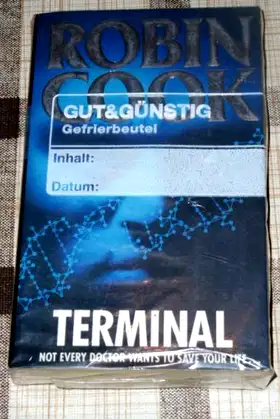 ROBIN
COOK
GUT&GÜNSTIG
Gefrierbeutel
Inhalt:
Datum:
TERMINAL
NOT EVERY DOCTOR WANTS TO SAVE YOUR LIFE...